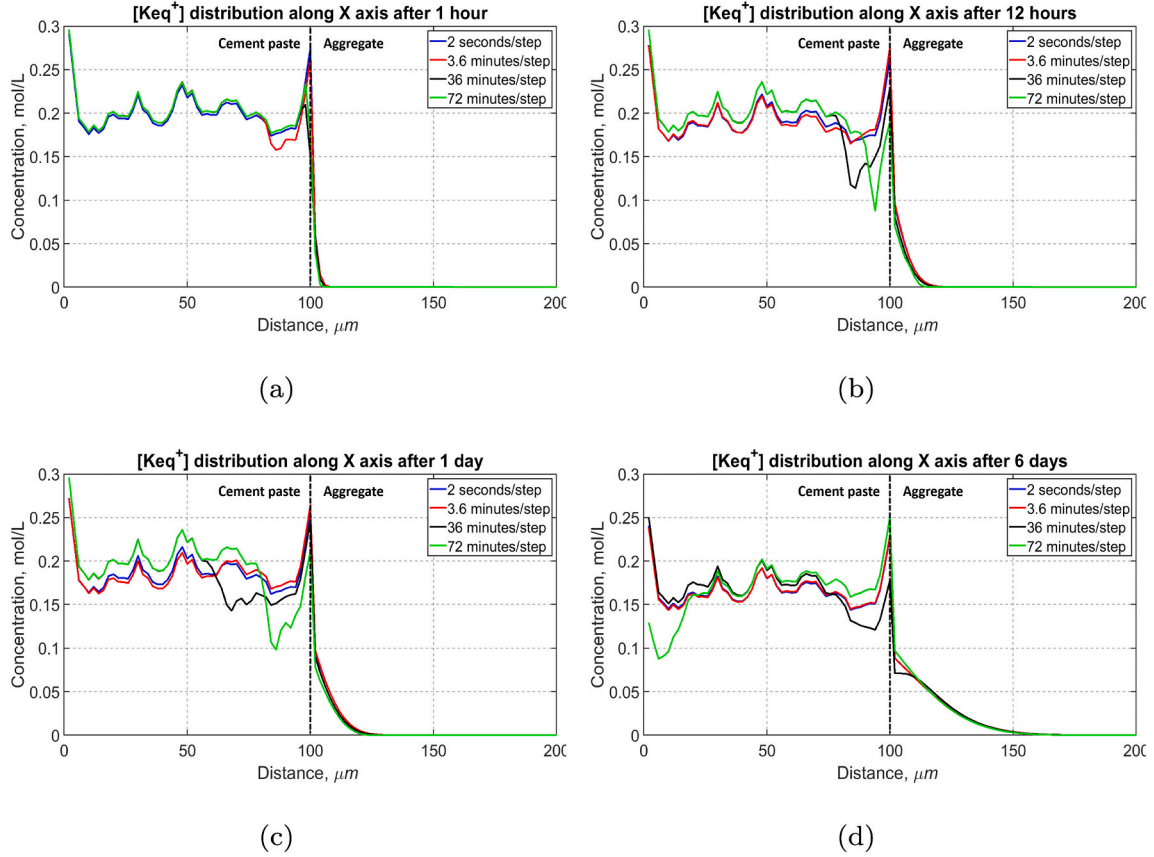 [Keq+] distribution along X axis after 1 hour
Cement paste
Aggregate
2 seconds/step
3.6 minutes/step
36 minutes/step
72 minutes/step
Concentration, mol/L
0.3
0.25
0.2
0.15
0.1
0.05
0
0 50 100 150 200
Distance, μm
(a)
[Keq+] distribution along X axis after 12 hours
Cement paste
Aggregate
2 seconds/step
3.6 minutes/step
36 minutes/step
72 minutes/step
Concentration, mol/L
0.3
0.25
0.2
0.15
0.1
0.05
0
0 50 100 150 200
Distance, μm
(b)
[Keq+] distribution along X axis after 1 day
Cement paste
Aggregate
2 seconds/step
3.6 minutes/step
36 minutes/step
72 minutes/step
Concentration, mol/L
0.3
0.25
0.2
0.15
0.1
0.05
0
0 50 100 150 200
Distance, μm
(c)
[Keq+] distribution along X axis after 6 days
Cement paste
Aggregate
2 seconds/step
3.6 minutes/step
36 minutes/step
72 minutes/step
Concentration, mol/L
0.3
0.25
0.2
0.15
0.1
0.05
0
0 50 100 150 200
Distance, μm
(d)